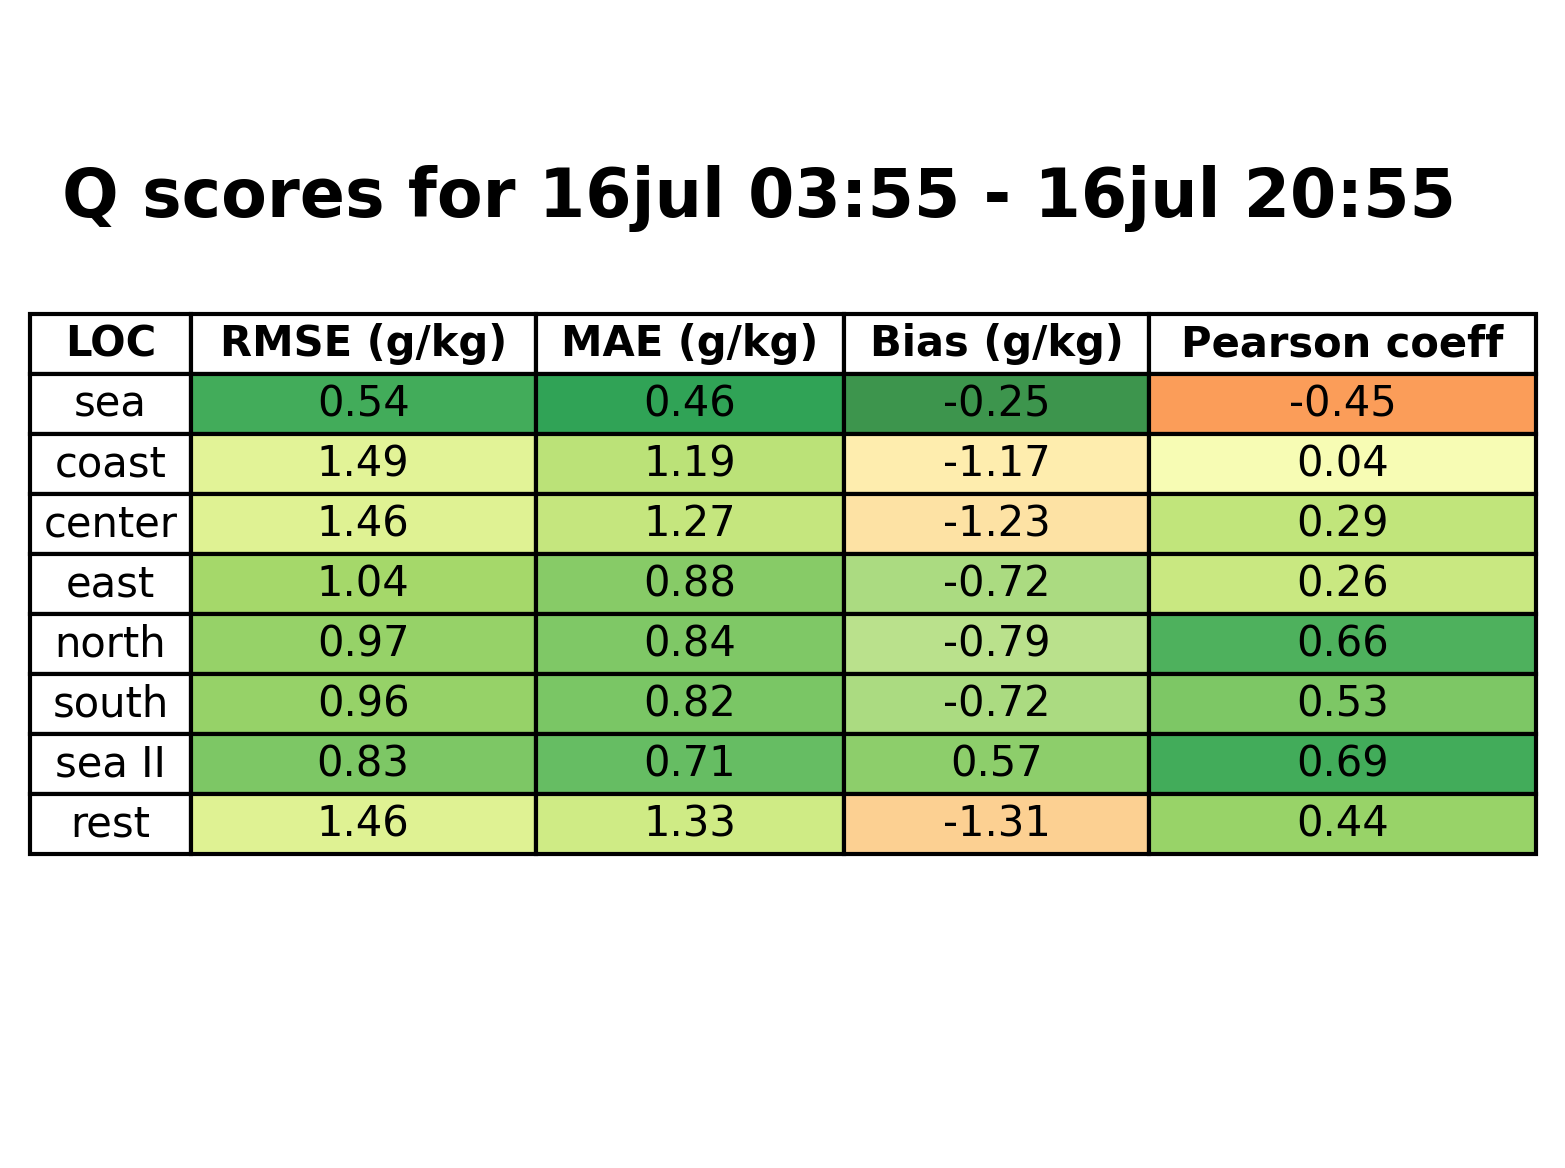 Q scores for 16jul 03:55 - 16jul 20:55
LOC RMSE (g/kg) MAE (g/kg) Bias (g/kg) Pearson coeff
sea 0.54 0.46 -0.25 -0.45
coast 1.49 1.19 -1.17 0.04
center 1.46 1.27 -1.23 0.29
east 1.04 0.88 -0.72 0.26
north 0.97 0.84 -0.79 0.66
south 0.96 0.82 -0.72 0.53
sea II 0.83 0.71 0.57 0.69
rest 1.46 1.33 -1.31 0.44